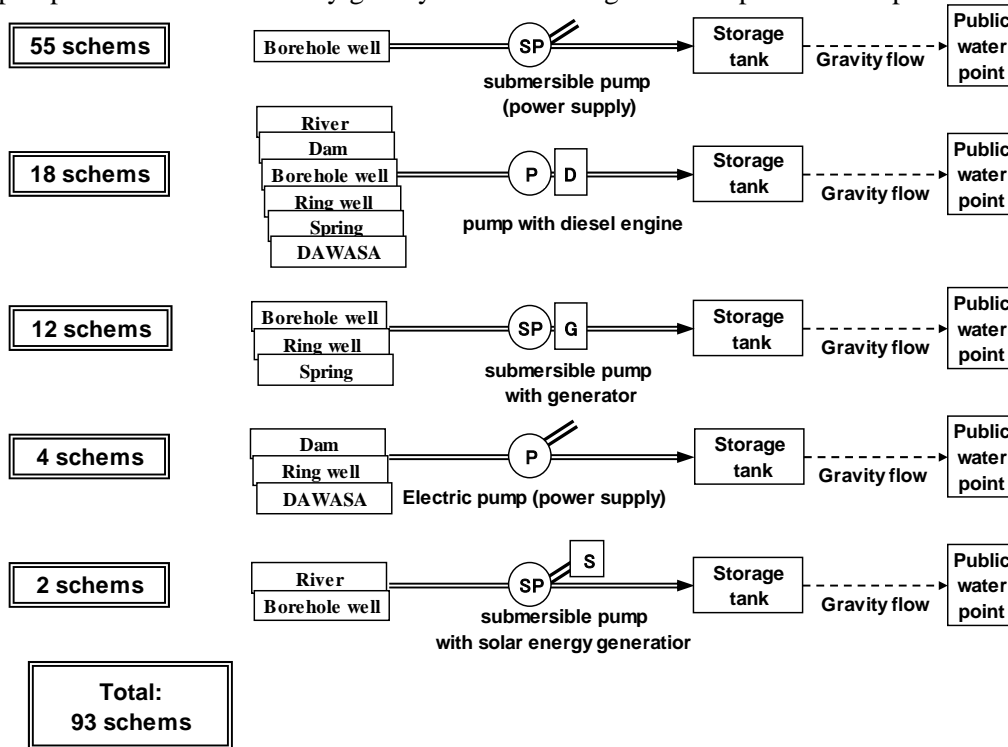 55 schems
Borehole well
SP
submersible pump
(power supply)
Storage
tank
Gravity flow
Public
water
point
18 schems
River
Dam
Borehole well
Ring well
Spring
DAWASA
P
D
pump with diesel engine
Storage
tank
Gravity flow
Public
water
point
12 schems
Borehole well
Ring well
Spring
SP
G
submersible pump
with generator
Storage
tank
Gravity flow
Public
water
point
4 schems
Dam
Ring well
DAWASA
P
Electric pump (power supply)
Storage
tank
Gravity flow
Public
water
point
2 schems
River
Borehole well
SP
S
submersible pump
with solar energy generatior
Storage
tank
Gravity flow
Public
water
point
Total:
93 schems